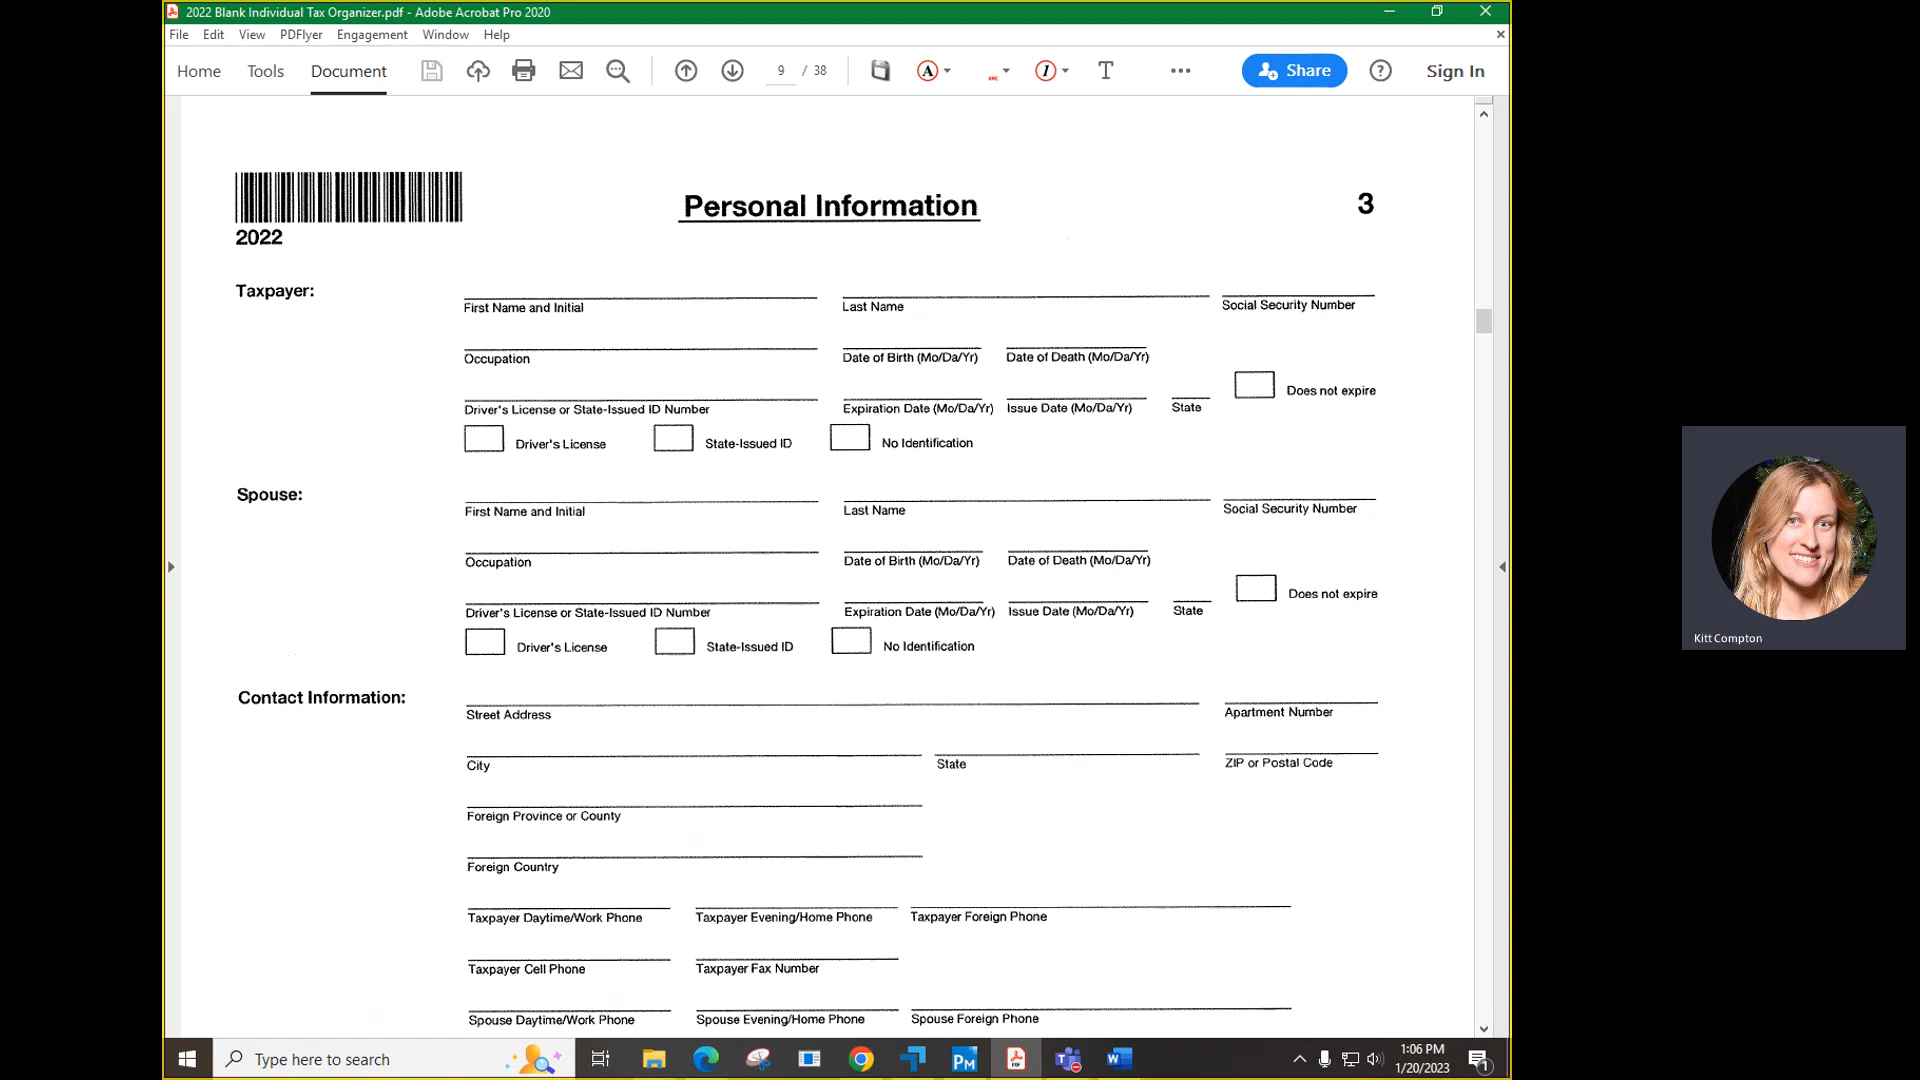 2022 Blank Individual Tax Organizer.pdf - Adobe Acrobat Pro 2020
File Edit View PDFlyer Engagement Window Help
Home Tools Document 9 / 38 A I T Share ? Sign In
Personal Information 3
2022
Taxpayer:
First Name and Initial Last Name Social Security Number
Occupation Date of Birth (Mo/Da/Yr) Date of Death (Mo/Da/Yr)
Does not expire
Driver's License or State-Issued ID Number Expiration Date (Mo/Da/Yr) Issue Date (Mo/Da/Yr) State
Driver's License State-Issued ID No Identification
Spouse:
First Name and Initial Last Name Social Security Number
Occupation Date of Birth (Mo/Da/Yr) Date of Death (Mo/Da/Yr)
Does not expire
Driver's License or State-Issued ID Number Expiration Date (Mo/Da/Yr) Issue Date (Mo/Da/Yr) State
Driver's License State-Issued ID No Identification
Contact Information:
Street Address Apartment Number
City State ZIP or Postal Code
Foreign Province or County
Foreign Country
Taxpayer Daytime/Work Phone Taxpayer Evening/Home Phone Taxpayer Foreign Phone
Taxpayer Cell Phone Taxpayer Fax Number
Spouse Daytime/Work Phone Spouse Evening/Home Phone Spouse Foreign Phone
Kitt Compton
Type here to search
PM
W
1:06 PM
1/20/2023
1